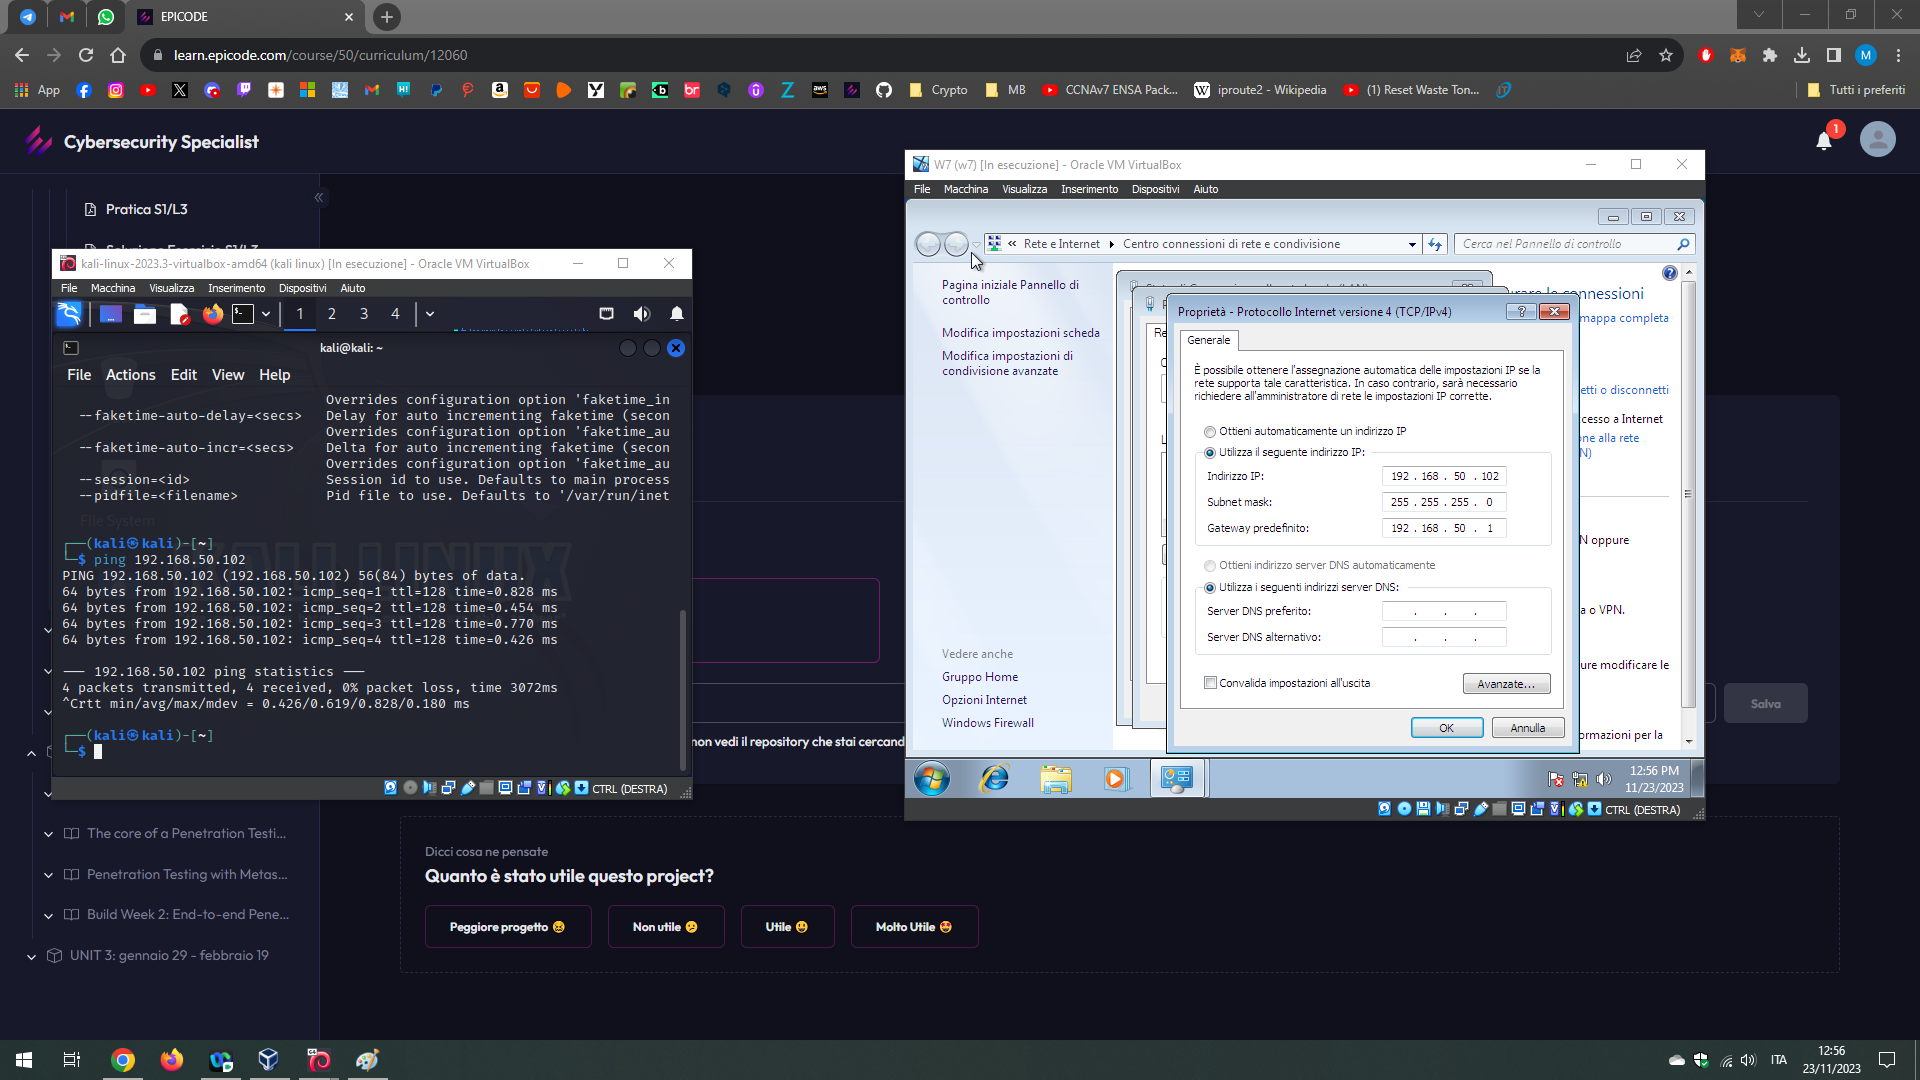 EPICODE
learn.epicode.com/course/50/curriculum/12060
M
App
Crypto
MB
CCNAv7 ENSA Pack...
iproute2 - Wikipedia
(1) Reset Waste Ton...
Tutti i preferiti
Cybersecurity Specialist
1
Pratica S1/L3
kali-linux-2023.3-virtualbox-amd64 (kali linux) [In esecuzione] - Oracle VM VirtualBox
File Macchina Visualizza Inserimento Dispositivi Aiuto
1 2 3 4
kali@kali: ~
File Actions Edit View Help
Overrides configuration option 'faketime_in
--faketime-auto-delay=<secs> Delay for auto incrementing faketime (secon
Overrides configuration option 'faketime_au
--faketime-auto-incr=<secs> Delta for auto incrementing faketime (secon
Overrides configuration option 'faketime_au
--session=<id> Session id to use. Defaults to main process
--pidfile=<filename> Pid file to use. Defaults to '/var/run/inet
File System
┌──(kali㉿kali)-[~]
└─$ ping 192.168.50.102
PING 192.168.50.102 (192.168.50.102) 56(84) bytes of data.
64 bytes from 192.168.50.102: icmp_seq=1 ttl=128 time=0.828 ms
64 bytes from 192.168.50.102: icmp_seq=2 ttl=128 time=0.454 ms
64 bytes from 192.168.50.102: icmp_seq=3 ttl=128 time=0.770 ms
64 bytes from 192.168.50.102: icmp_seq=4 ttl=128 time=0.426 ms
--- 192.168.50.102 ping statistics ---
4 packets transmitted, 4 received, 0% packet loss, time 3072ms
^Crtt min/avg/max/mdev = 0.426/0.619/0.828/0.180 ms
┌──(kali㉿kali)-[~]
└─$
CTRL (DESTRA)
W7 (w7) [In esecuzione] - Oracle VM VirtualBox
File Macchina Visualizza Inserimento Dispositivi Aiuto
« Rete e Internet Centro connessioni di rete e condivisione
Cerca nel Pannello di controllo
Pagina iniziale Pannello di
controllo
Modifica impostazioni scheda
Modifica impostazioni di
condivisione avanzate
Vedere anche
Gruppo Home
Opzioni Internet
Windows Firewall
Proprietà - Protocollo Internet versione 4 (TCP/IPv4)
Generale
È possibile ottenere l'assegnazione automatica delle impostazioni IP se la
rete supporta tale caratteristica. In caso contrario, sarà necessario
richiedere all'amministratore di rete le impostazioni IP corrette.
Ottieni automaticamente un indirizzo IP
Utilizza il seguente indirizzo IP:
Indirizzo IP: 192 . 168 . 50 . 102
Subnet mask: 255 . 255 . 255 . 0
Gateway predefinito: 192 . 168 . 50 . 1
Ottieni indirizzo server DNS automaticamente
Utilizza i seguenti indirizzi server DNS:
Server DNS preferito: . . .
Server DNS alternativo: . . .
Convalida impostazioni all'uscita
Avanzate...
OK Annulla
connessioni
mappa completa
etti o disconnetti
cesso a Internet
one alla rete
N)
N oppure
a o VPN.
ure modificare le
ormazioni per la
12:56 PM
11/23/2023
CTRL (DESTRA)
Salva
non vedi il repository che stai cercand
The core of a Penetration Testi...
Penetration Testing with Metas...
Build Week 2: End-to-end Pene...
UNIT 3: gennaio 29 - febbraio 19
Dicci cosa ne pensate
Quanto è stato utile questo project?
Peggiore progetto 😖
Non utile 😕
Utile 😃
Molto Utile 🤩
ITA
12:56
23/11/2023